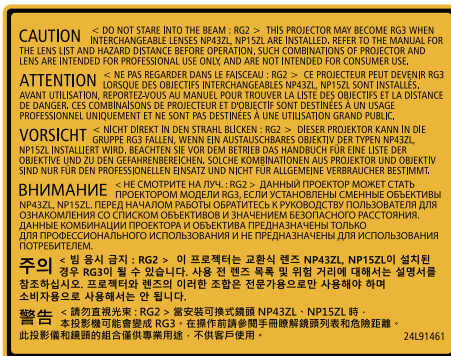 CAUTION < DO NOT STARE INTO THE BEAM : RG2 > THIS PROJECTOR MAY BECOME RG3 WHEN
INTERCHANGEABLE LENSES NP43ZL, NP15ZL ARE INSTALLED. REFER TO THE MANUAL FOR
THE LENS LIST AND HAZARD DISTANCE BEFORE OPERATION. SUCH COMBINATIONS OF PROJECTOR AND
LENS ARE INTENDED FOR PROFESSIONAL USE ONLY, AND ARE NOT INTENDED FOR CONSUMER USE.
ATTENTION < NE PAS REGARDER DANS LE FAISCEAU : RG2 > CE PROJECTEUR PEUT DEVENIR RG3
LORSQUE DES OBJECTIFS INTERCHANGEABLES NP43ZL, NP15ZL SONT INSTALLÉS.
AVANT UTILISATION, REPORTEZ-VOUS AU MANUEL POUR TROUVER LA LISTE DES OBJECTIFS ET LA DISTANCE
DE DANGER. CES COMBINAISONS DE PROJECTEUR ET D'OBJECTIF SONT DESTINÉES À UN USAGE
PROFESSIONNEL UNIQUEMENT ET NE SONT PAS DESTINÉES À UNE UTILISATION GRAND PUBLIC.
VORSICHT < NICHT DIREKT IN DEN STRAHL BLICKEN : RG2 > DIESER PROJEKTOR KANN IN DIE
GRUPPE RG3 FALLEN, WENN EIN AUSTAUSCHBARES OBJEKTIV DER TYPEN NP43ZL,
NP15ZL INSTALLIERT WIRD. BEACHTEN SIE VOR DEM BETRIEB DAS HANDBUCH FÜR EINE LISTE DER
OBJEKTIVE UND ZU DEN GEFAHRENBEREICHEN. SOLCHE KOMBINATIONEN AUS PROJEKTOR UND OBJEKTIV
SIND NUR FÜR DEN PROFESSIONELLEN EINSATZ UND NICHT FÜR ALLGEMEINE VERBRAUCHER BESTIMMT.
ВНИМАНИЕ < НЕ СМОТРИТЕ НА ЛУЧ. : RG2 > ДАННЫЙ ПРОЕКТОР МОЖЕТ СТАТЬ
ПРОЕКТОРОМ МОДЕЛИ RG3, ЕСЛИ УСТАНОВЛЕНЫ СМЕННЫЕ ОБЪЕКТИВЫ
NP43ZL, NP15ZL. ПЕРЕД НАЧАЛОМ РАБОТЫ ОБРАТИТЕСЬ К РУКОВОДСТВУ ПОЛЬЗОВАТЕЛЯ ДЛЯ
ОЗНАКОМЛЕНИЯ СО СПИСКОМ ОБЪЕКТИВОВ И ЗНАЧЕНИЕМ БЕЗОПАСНОГО РАССТОЯНИЯ.
ДАННЫЕ КОМБИНАЦИИ ПРОЕКТОРА И ОБЪЕКТИВА ПРЕДНАЗНАЧЕНЫ ТОЛЬКО
ДЛЯ ПРОФЕССИОНАЛЬНОГО ИСПОЛЬЗОВАНИЯ И НЕ ПРЕДНАЗНАЧЕНЫ ДЛЯ ИСПОЛЬЗОВАНИЯ
ПОТРЕБИТЕЛЕМ.
주의 < 빔 응시 금지 : RG2 > 이 프로젝터는 교환식 렌즈 NP43ZL, NP15ZL이 설치된
경우 RG3이 될 수 있습니다. 사용 전 렌즈 목록 및 위험 거리에 대해서는 설명서를
참조하십시오. 프로젝터와 렌즈의 이러한 조합은 전문가용으로만 사용해야 하며
소비자용으로 사용해서는 안 됩니다.
警告 < 請勿直視光束 : RG2 > 當安裝可換式鏡頭 NP43ZL、NP15ZL 時，
本投影機可能會變成 RG3。在操作前請參閱手冊瞭解鏡頭列表和危險距離。
此投影儀和鏡頭的組合僅供專業用途，不供客戶使用。
24L91461